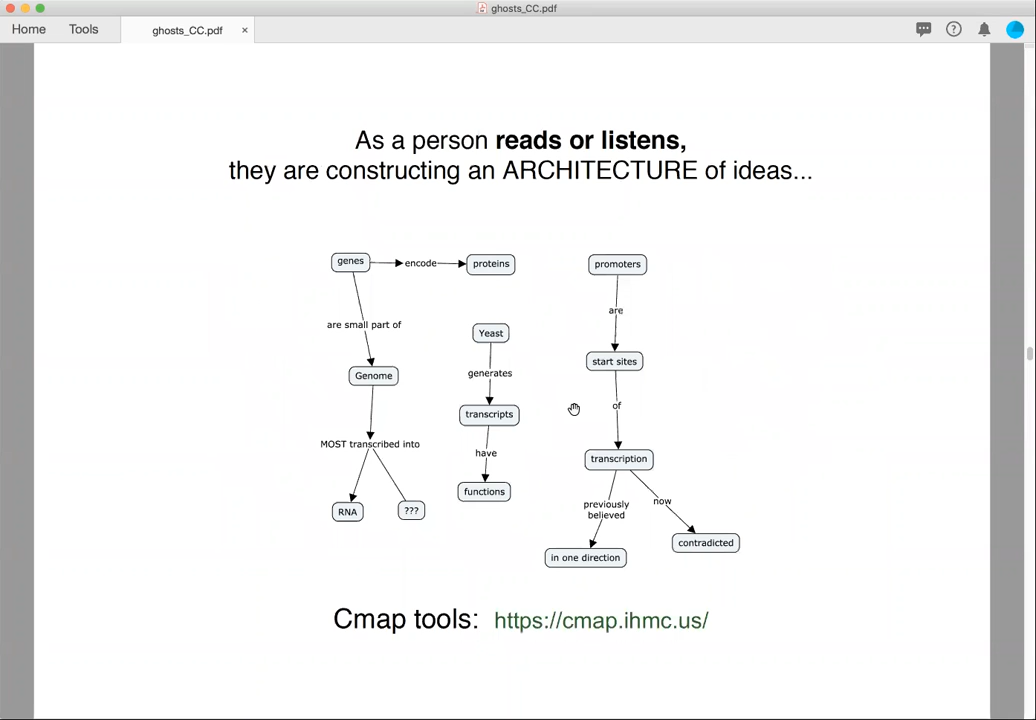 ghosts_CC.pdf
Home
Tools
ghosts_CC.pdf
×
As a person reads or listens,
they are constructing an ARCHITECTURE of ideas...
genes
encode
proteins
promoters
are small part of
are
Yeast
start sites
Genome
generates
of
transcripts
MOST transcribed into
have
transcription
functions
previously
believed
now
RNA
???
contradicted
in one direction
Cmap tools: https://cmap.ihmc.us/